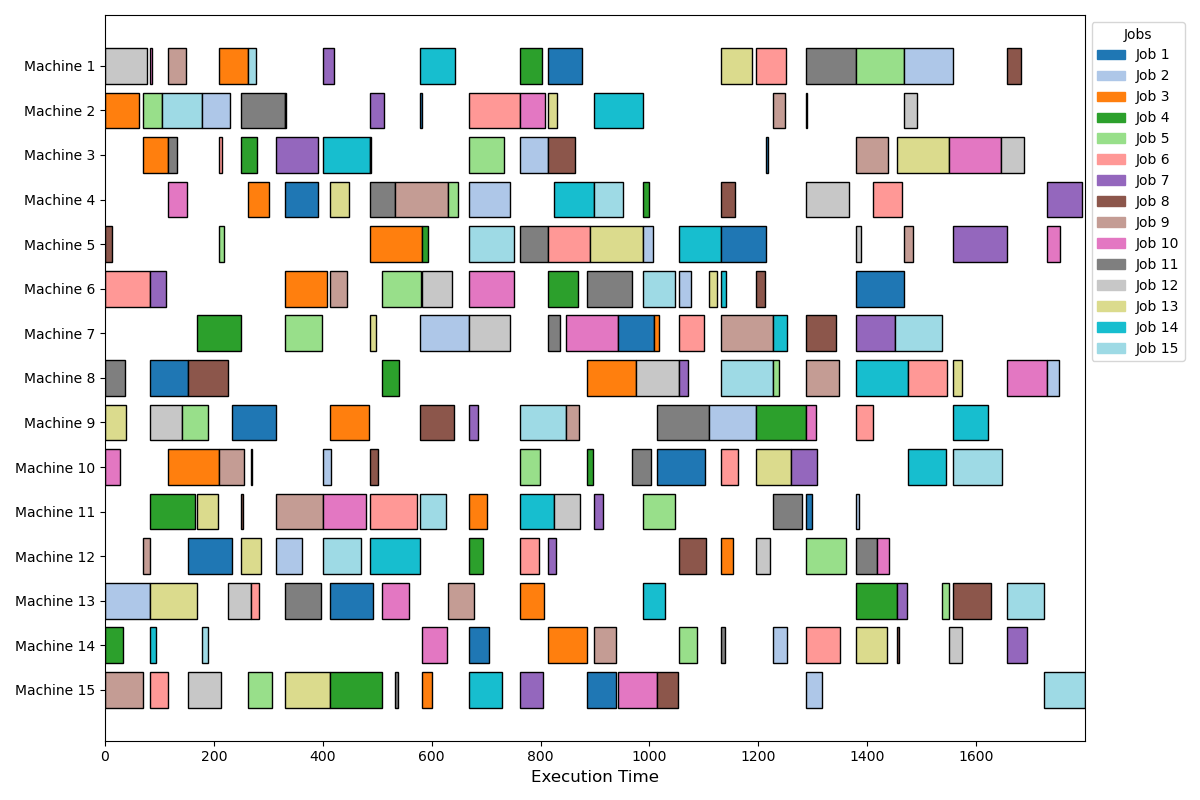 Jobs
Machine 1
Job 1
Job 2
Machine 2
Job 3
Job 4
Machine 3
Job 5
Job 6
Machine 4
Job 7
Job 8
Machine 5
Job 9
Job 10
Machine 6
Job 11
Job 12
Machine 7
Job 13
Job 14
Job 15
Machine 8
Machine 9
Machine 10
Machine 11
Machine 12
Machine 13
Machine 14
Machine 15
0 200 400 600 800 1000 1200 1400 1600
Execution Time